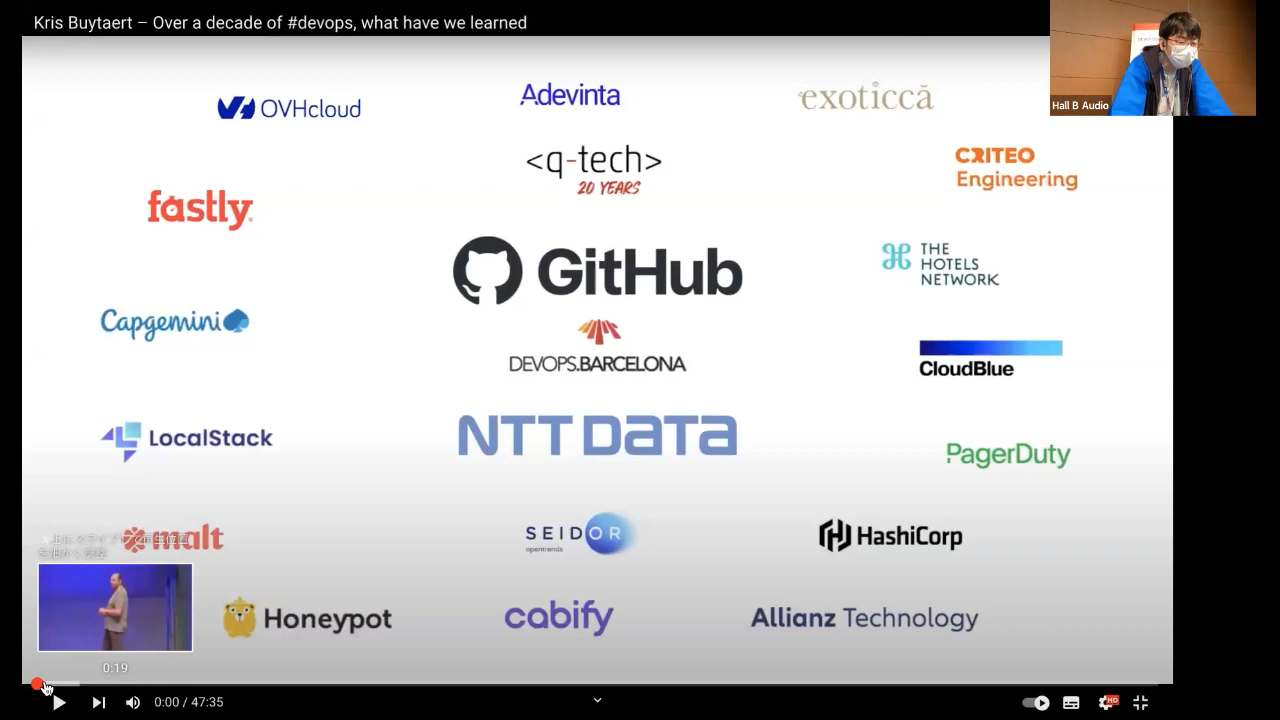 Kris Buytaert – Over a decade of #devops, what have we learned
Hall B Audio
OVHcloud
Adevinta
exoticcā
<q-tech>
20 YEARS
CRITEO
Engineering
fastly
GitHub
THE
HOTELS
NETWORK
Capgemini
DEVOPS.BARCELONA
CloudBlue
LocalStack
NTT DATA
PagerDuty
malt
SEIDOR
opentrends
HashiCorp
Honeypot
cabify
Allianz Technology
0:19
0:00 / 47:35
HD